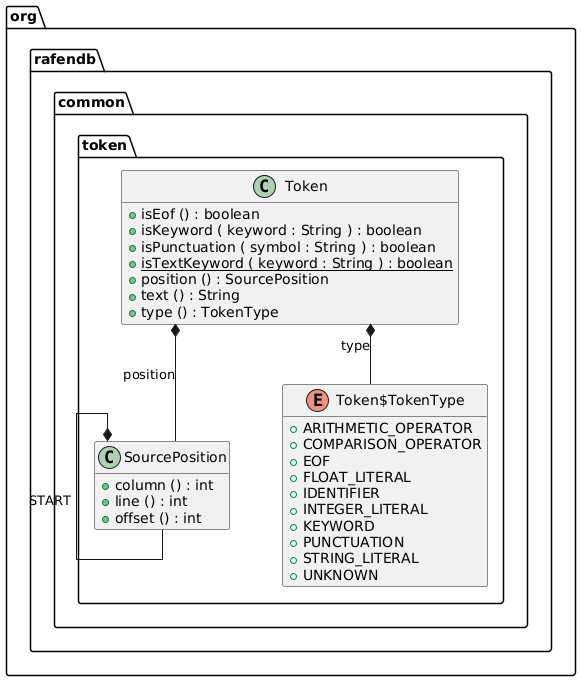 org
rafendb
common
token
C Token
isEof () : boolean
isKeyword ( keyword : String ) : boolean
isPunctuation ( symbol : String ) : boolean
isTextKeyword ( keyword : String ) : boolean
position () : SourcePosition
text () : String
type () : TokenType
type
position
E Token$TokenType
ARITHMETIC_OPERATOR
COMPARISON_OPERATOR
EOF
FLOAT_LITERAL
IDENTIFIER
INTEGER_LITERAL
KEYWORD
PUNCTUATION
STRING_LITERAL
UNKNOWN
C SourcePosition
column () : int
line () : int
offset () : int
START